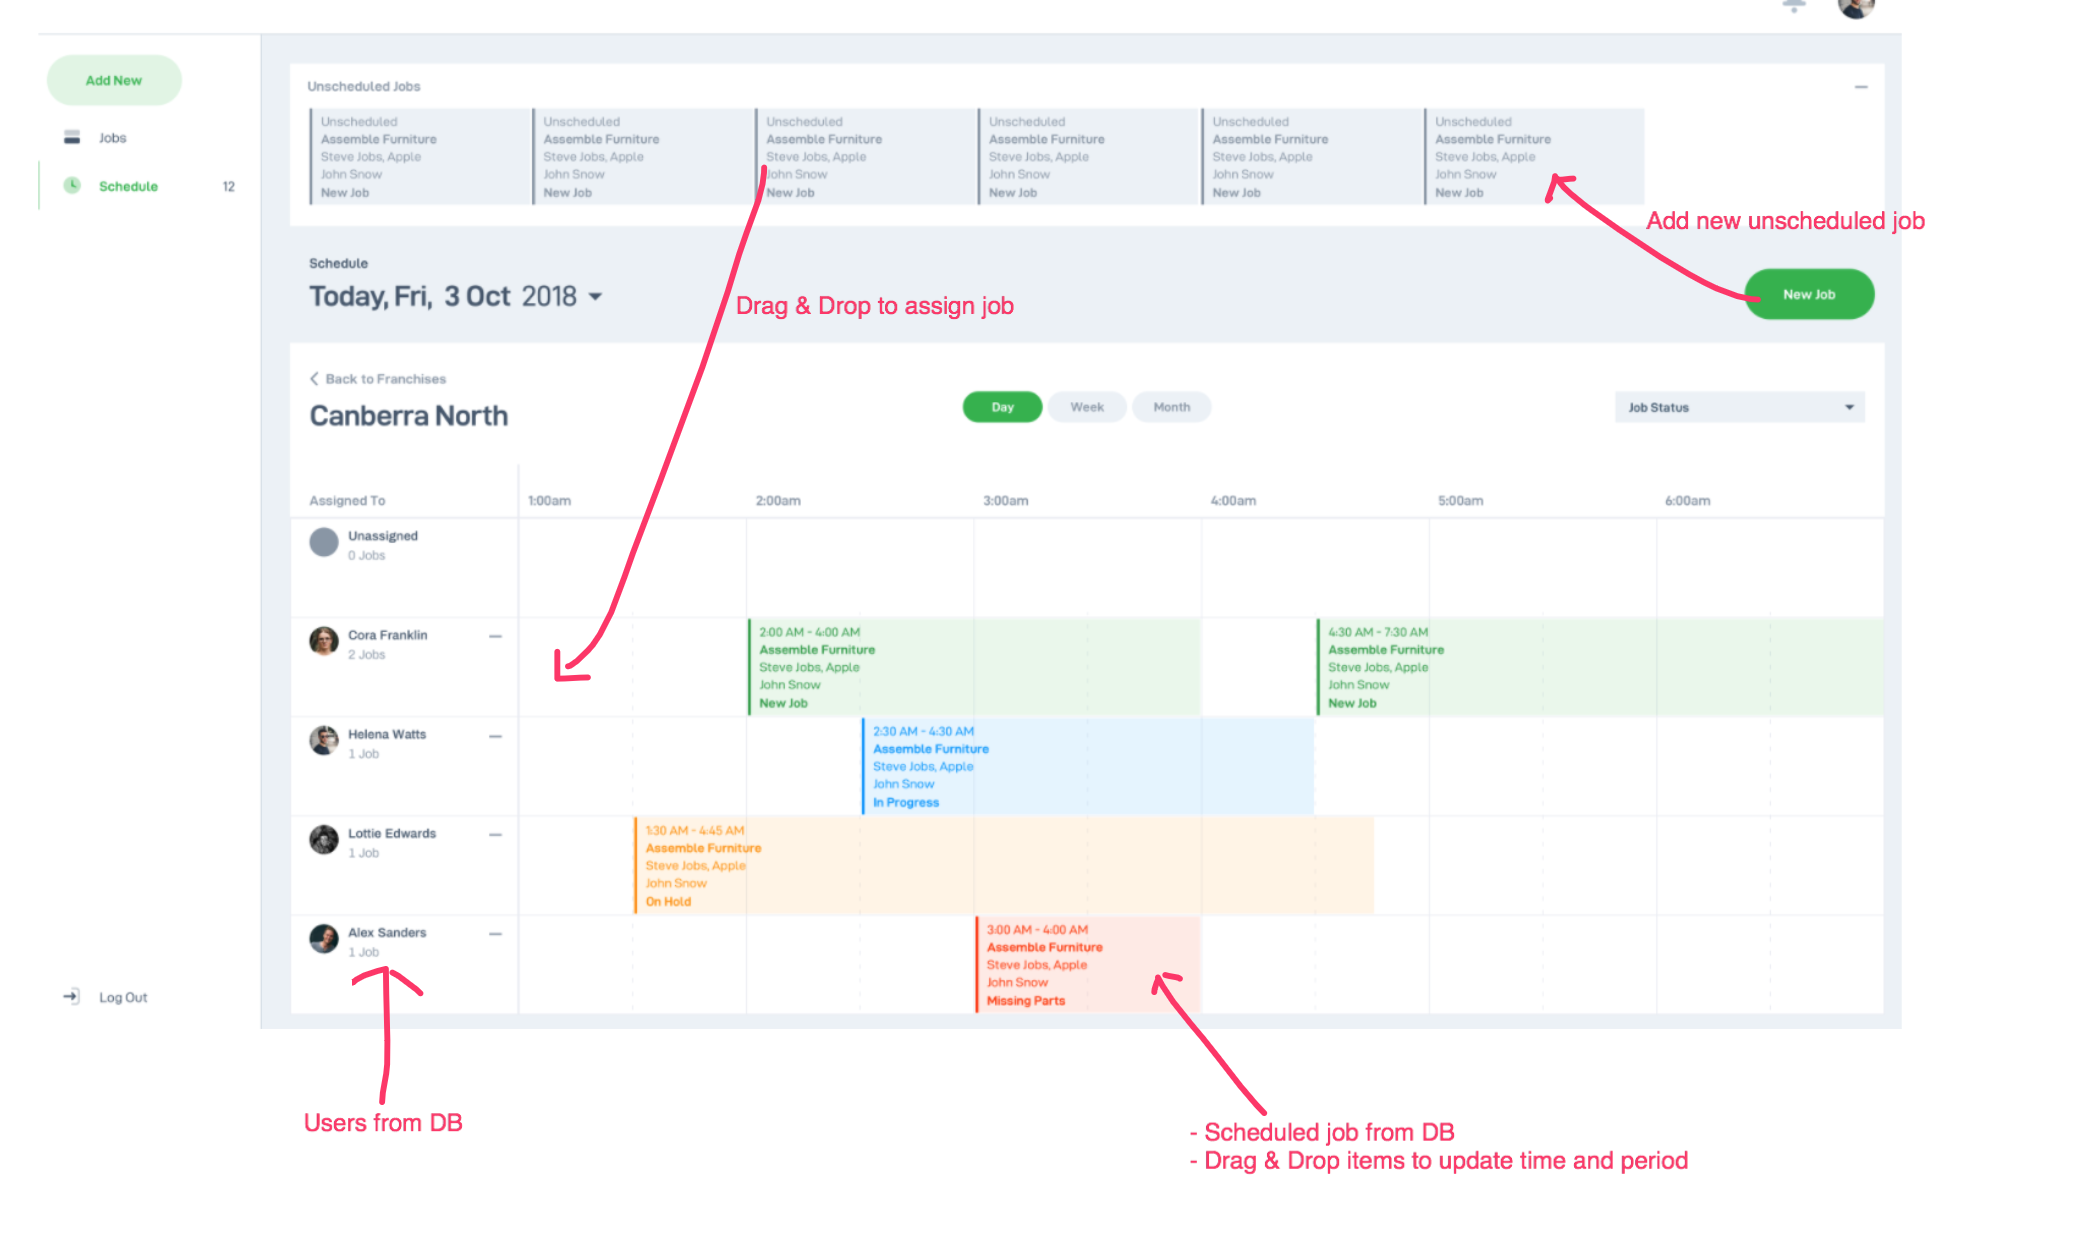 Add New
Jobs
Schedule 12
Log Out
Unscheduled Jobs
Unscheduled
Assemble Furniture
Steve Jobs, Apple
John Snow
New Job
Unscheduled
Assemble Furniture
Steve Jobs, Apple
John Snow
New Job
Unscheduled
Assemble Furniture
Steve Jobs, Apple
John Snow
New Job
Unscheduled
Assemble Furniture
Steve Jobs, Apple
John Snow
New Job
Unscheduled
Assemble Furniture
Steve Jobs, Apple
John Snow
New Job
Unscheduled
Assemble Furniture
Steve Jobs, Apple
John Snow
New Job
Add new unscheduled job
Schedule
Today, Fri, 3 Oct 2018
Drag & Drop to assign job
New Job
Back to Franchises
Canberra North
Day Week Month
Job Status
Assigned To 1:00am 2:00am 3:00am 4:00am 5:00am 6:00am
Unassigned
0 Jobs
Cora Franklin
2 Jobs
2:00 AM - 4:00 AM
Assemble Furniture
Steve Jobs, Apple
John Snow
New Job
4:30 AM - 7:30 AM
Assemble Furniture
Steve Jobs, Apple
John Snow
New Job
Helena Watts
1 Job
2:30 AM - 4:30 AM
Assemble Furniture
Steve Jobs, Apple
John Snow
In Progress
Lottie Edwards
1 Job
1:30 AM - 4:45 AM
Assemble Furniture
Steve Jobs, Apple
John Snow
On Hold
Alex Sanders
1 Job
3:00 AM - 4:00 AM
Assemble Furniture
Steve Jobs, Apple
John Snow
Missing Parts
Users from DB
- Scheduled job from DB
- Drag & Drop items to update time and period